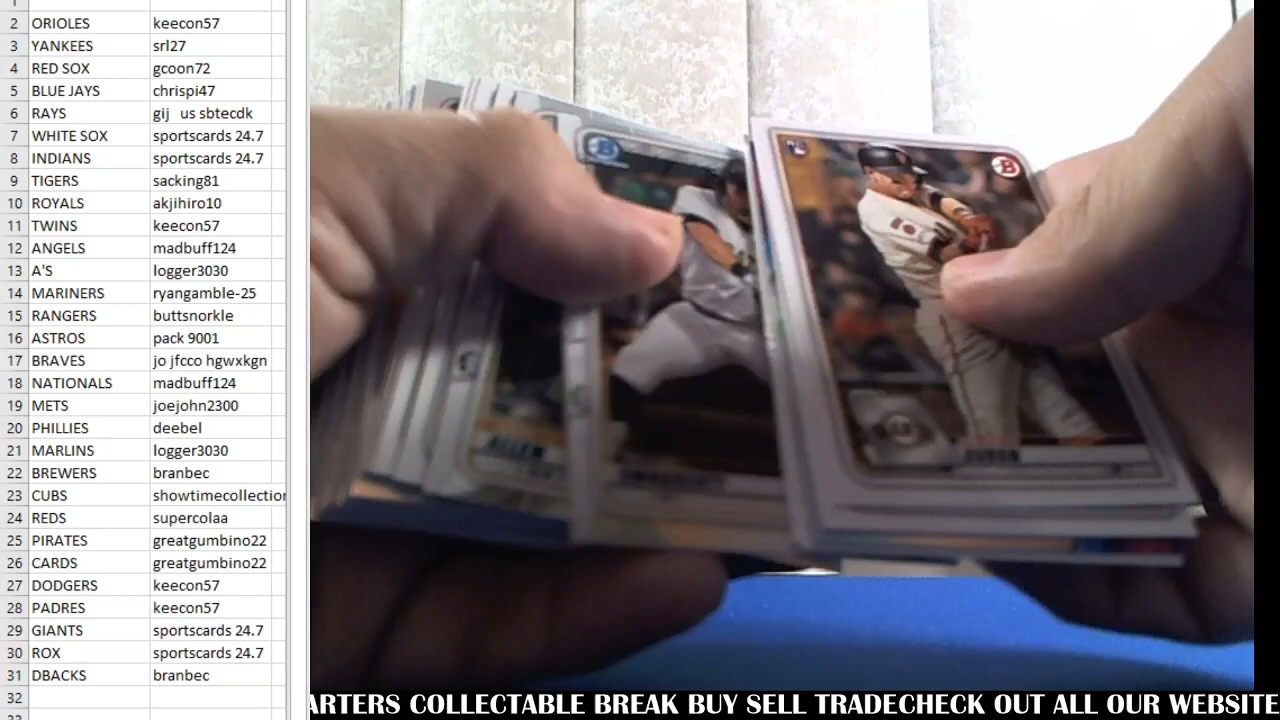 2 ORIOLES keecon57
3 YANKEES srl27
4 RED SOX gcoon72
5 BLUE JAYS chrispi47
6 RAYS gij us sbtecdk
7 WHITE SOX sportscards 24.7
8 INDIANS sportscards 24.7
9 TIGERS sacking81
10 ROYALS akjihiro10
11 TWINS keecon57
12 ANGELS madbuff124
13 A'S logger3030
14 MARINERS ryangamble-25
15 RANGERS buttsnorkle
16 ASTROS pack 9001
17 BRAVES jo jfcco hgwxkgn
18 NATIONALS madbuff124
19 METS joejohn2300
20 PHILLIES deebel
21 MARLINS logger3030
22 BREWERS branbec
23 CUBS showtimecollection
24 REDS supercolaa
25 PIRATES greatgumbino22
26 CARDS greatgumbino22
27 DODGERS keecon57
28 PADRES keecon57
29 GIANTS sportscards 24.7
30 ROX sportscards 24.7
31 DBACKS branbec
32
B
B
ALLEN
ARTERS COLLECTABLE BREAK BUY SELL TRADECHECK OUT ALL OUR WEBSITE